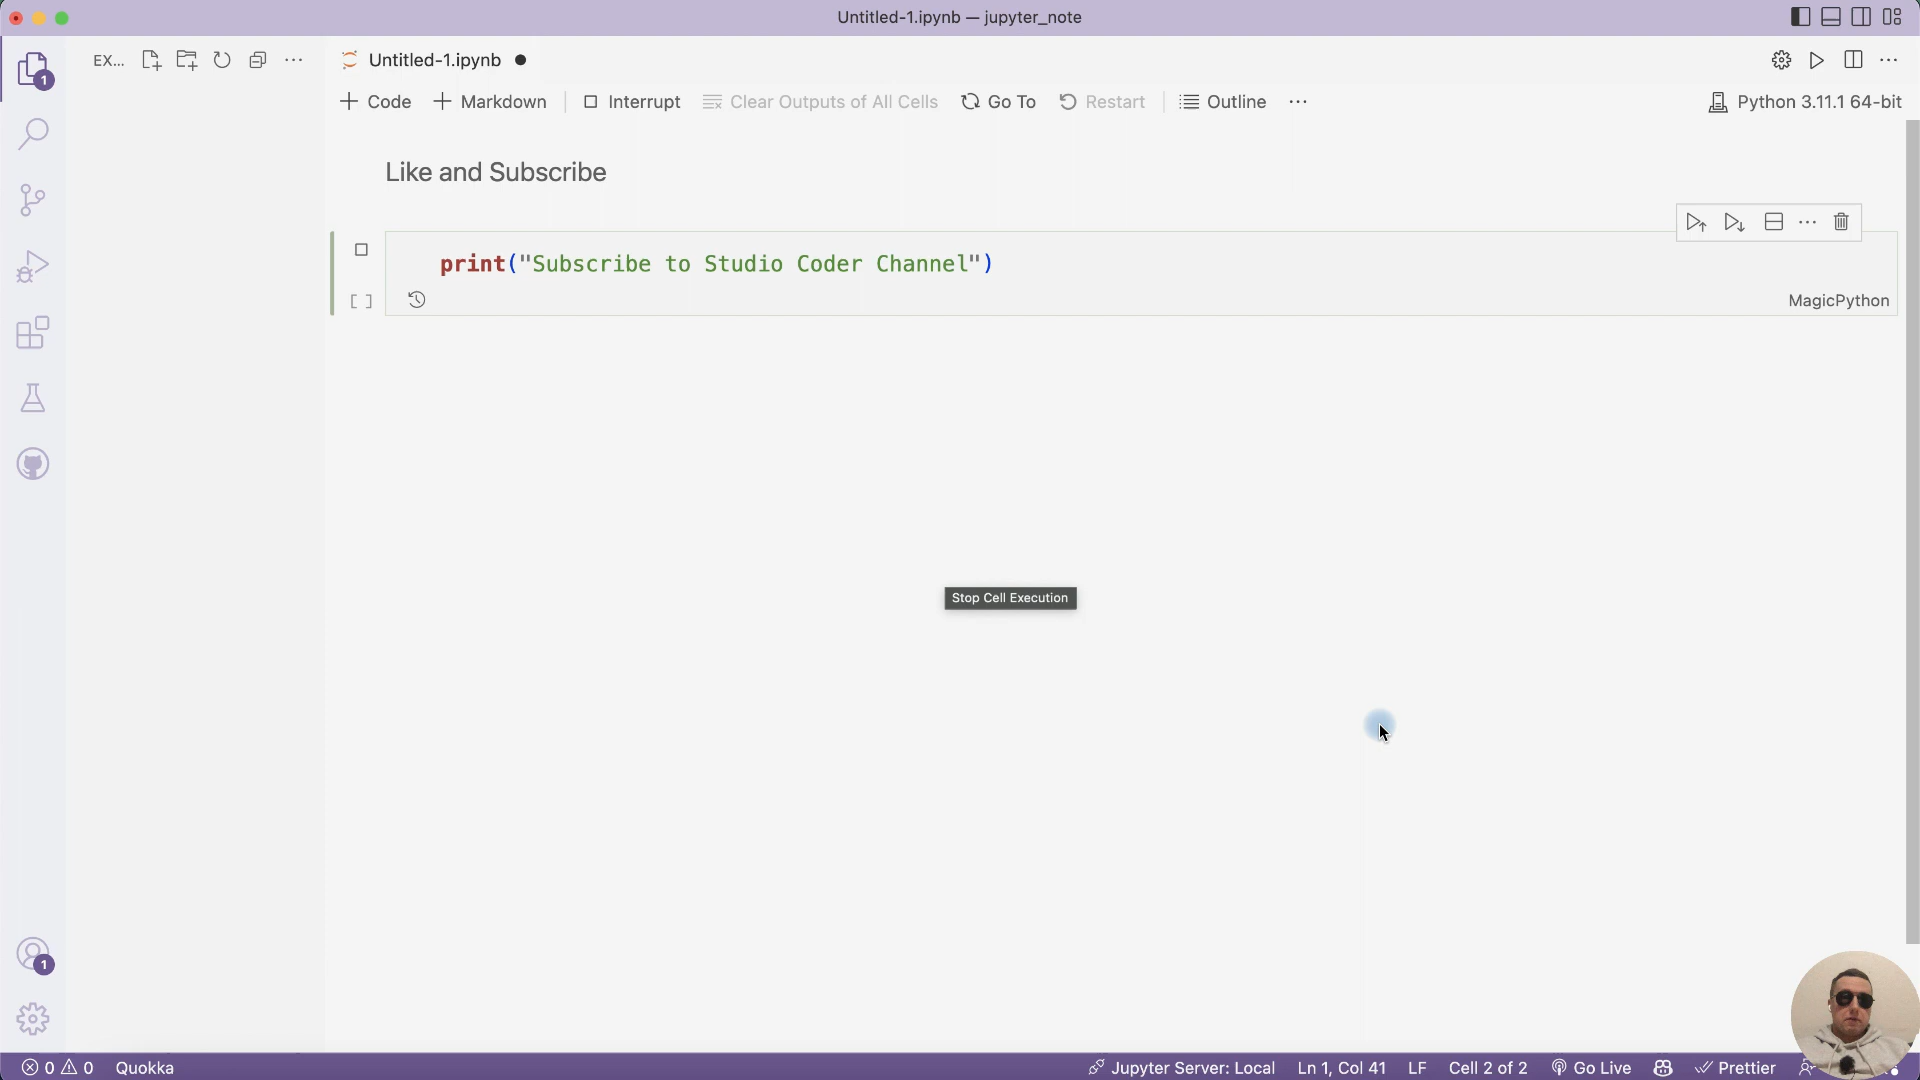 Untitled-1.ipynb — jupyter_note
EX...
Untitled-1.ipynb
Code
Markdown
Interrupt
Clear Outputs of All Cells
Go To
Restart
Outline
Python 3.11.1 64-bit
Like and Subscribe
print("Subscribe to Studio Coder Channel")
[ ]
MagicPython
Stop Cell Execution
1
1
0 0 Quokka
Jupyter Server: Local
Ln 1, Col 41
LF
Cell 2 of 2
Go Live
Prettier